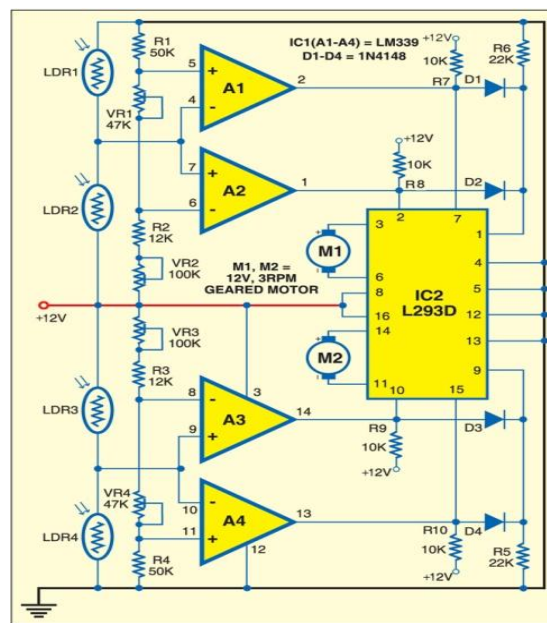 IC1(A1-A4) = LM339
D1-D4 = 1N4148
LDR1
R1
50K
VR1
47K
5
+
4
-
A1
2
+12V
10K
R7
D1
R6
22K
LDR2
7
+
6
-
A2
1
+12V
10K
R8
D2
R2
12K
VR2
100K
M1, M2 =
12V, 3RPM
GEARED MOTOR
+12V
VR3
100K
R3
12K
M1
+
-
M2
+
-
3
6
8
16
14
11
2
7
1
4
5
12
13
9
10
15
IC2
L293D
LDR3
8
-
9
+
A3
3
14
R9
10K
+12V
D3
LDR4
VR4
47K
R4
50K
10
-
11
+
A4
12
13
R10
10K
+12V
D4
R5
22K